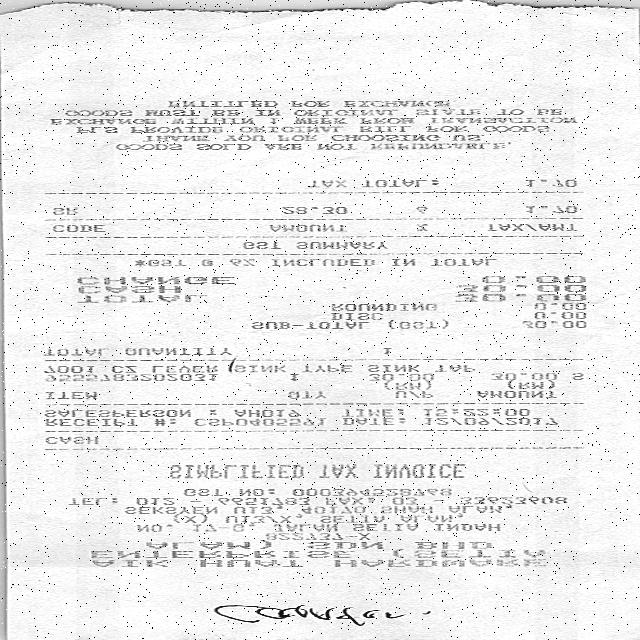 AIK HUAT HARDWARE
ENTERPRISE (SETIA
ALAM) SDN BHD
822737-X
NO. 17-G, JALAN SETIA INDAH
(X) U13/X, SETIA ALAM,
SEKSYEN U13, 40170 SHAH ALAM,
TEL: 012 - 6651783 FAX: 03 - 33623608
GST NO: 000394528768
SIMPLIFIED TAX INVOICE
CASH
RECEIPT #: CSP0405591 DATE: 12/09/2017
SALESPERSON : AH019 TIME: 15:22:00
ITEM QTY U/P AMOUNT
(RM) (RM)
9555783202031 1 30.00 30.00 S
7001 CZ LEVER SINK TYPE SINK TAP
TOTAL QUANTITY 1
SUB-TOTAL (GST) 30.00
DISC 0.00
ROUNDING 0.00
TOTAL 30.00
CASH 30.00
CHANGE 0.00
*GST @ 6% INCLUDED IN TOTAL
GST SUMMARY
CODE AMOUNT % TAX/AMT
SR 28.30 6 1.70
TAX TOTAL: 1.70
GOODS SOLD ARE NOT REFUNDABLE,
THANK YOU FOR CHOOSING US.
PLS PROVIDE ORIGINAL BILL FOR GOODS
EXCHANGE WITHIN 1 WEEK FROM TRANSACTION
GOODS MUST BE IN ORIGINAL STATE TO BE
ENTITLED FOR EXCHANGE.